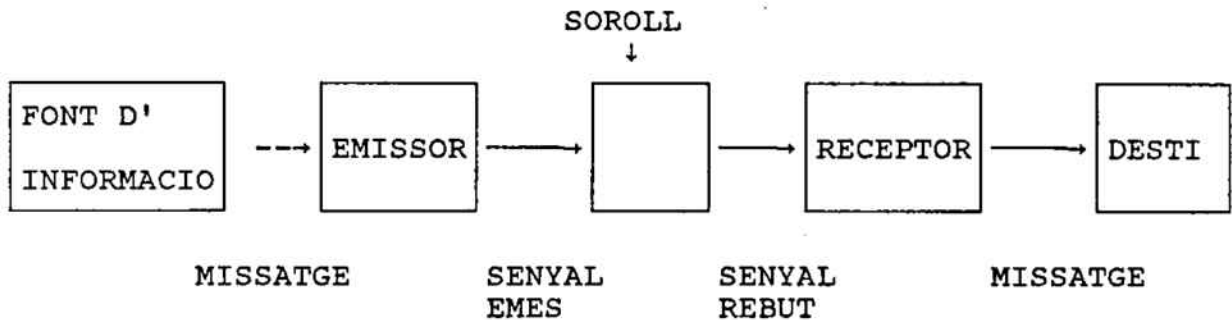 SOROLL
FONT D'
INFORMACIO
EMISSOR
RECEPTOR
DESTI
MISSATGE
SENYAL
EMES
SENYAL
REBUT
MISSATGE